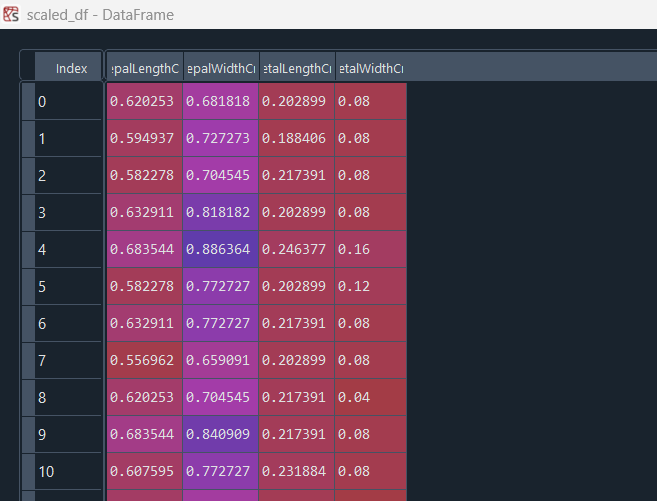 scaled_df - DataFrame
Index epalLengthC epalWidthCr etalLengthCr etalWidthCr
0 0.620253 0.681818 0.202899 0.08
1 0.594937 0.727273 0.188406 0.08
2 0.582278 0.704545 0.217391 0.08
3 0.632911 0.818182 0.202899 0.08
4 0.683544 0.886364 0.246377 0.16
5 0.582278 0.772727 0.202899 0.12
6 0.632911 0.772727 0.217391 0.08
7 0.556962 0.659091 0.202899 0.08
8 0.620253 0.704545 0.217391 0.04
9 0.683544 0.840909 0.217391 0.08
10 0.607595 0.772727 0.231884 0.08